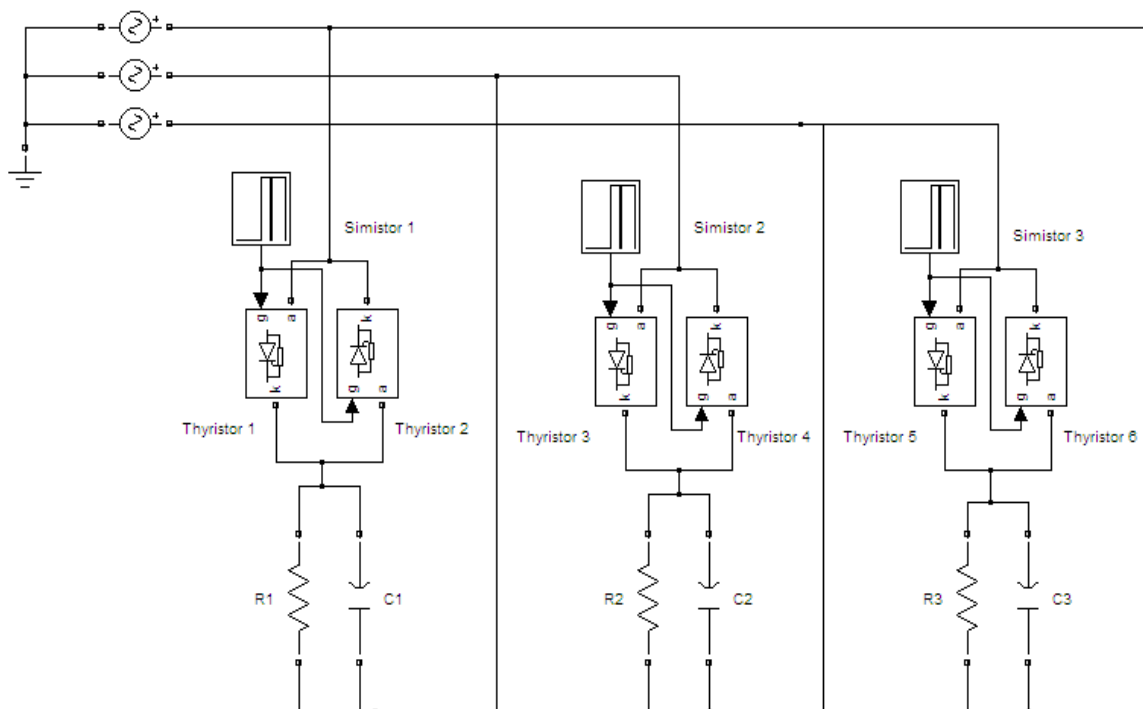 +
+
+
Simistor 1
Simistor 2
Simistor 3
g
a
k
k
g
a
g
a
k
k
g
a
g
a
k
k
g
a
Thyristor 1
Thyristor 2
Thyristor 3
Thyristor 4
Thyristor 5
Thyristor 6
R1
C1
R2
C2
R3
C3